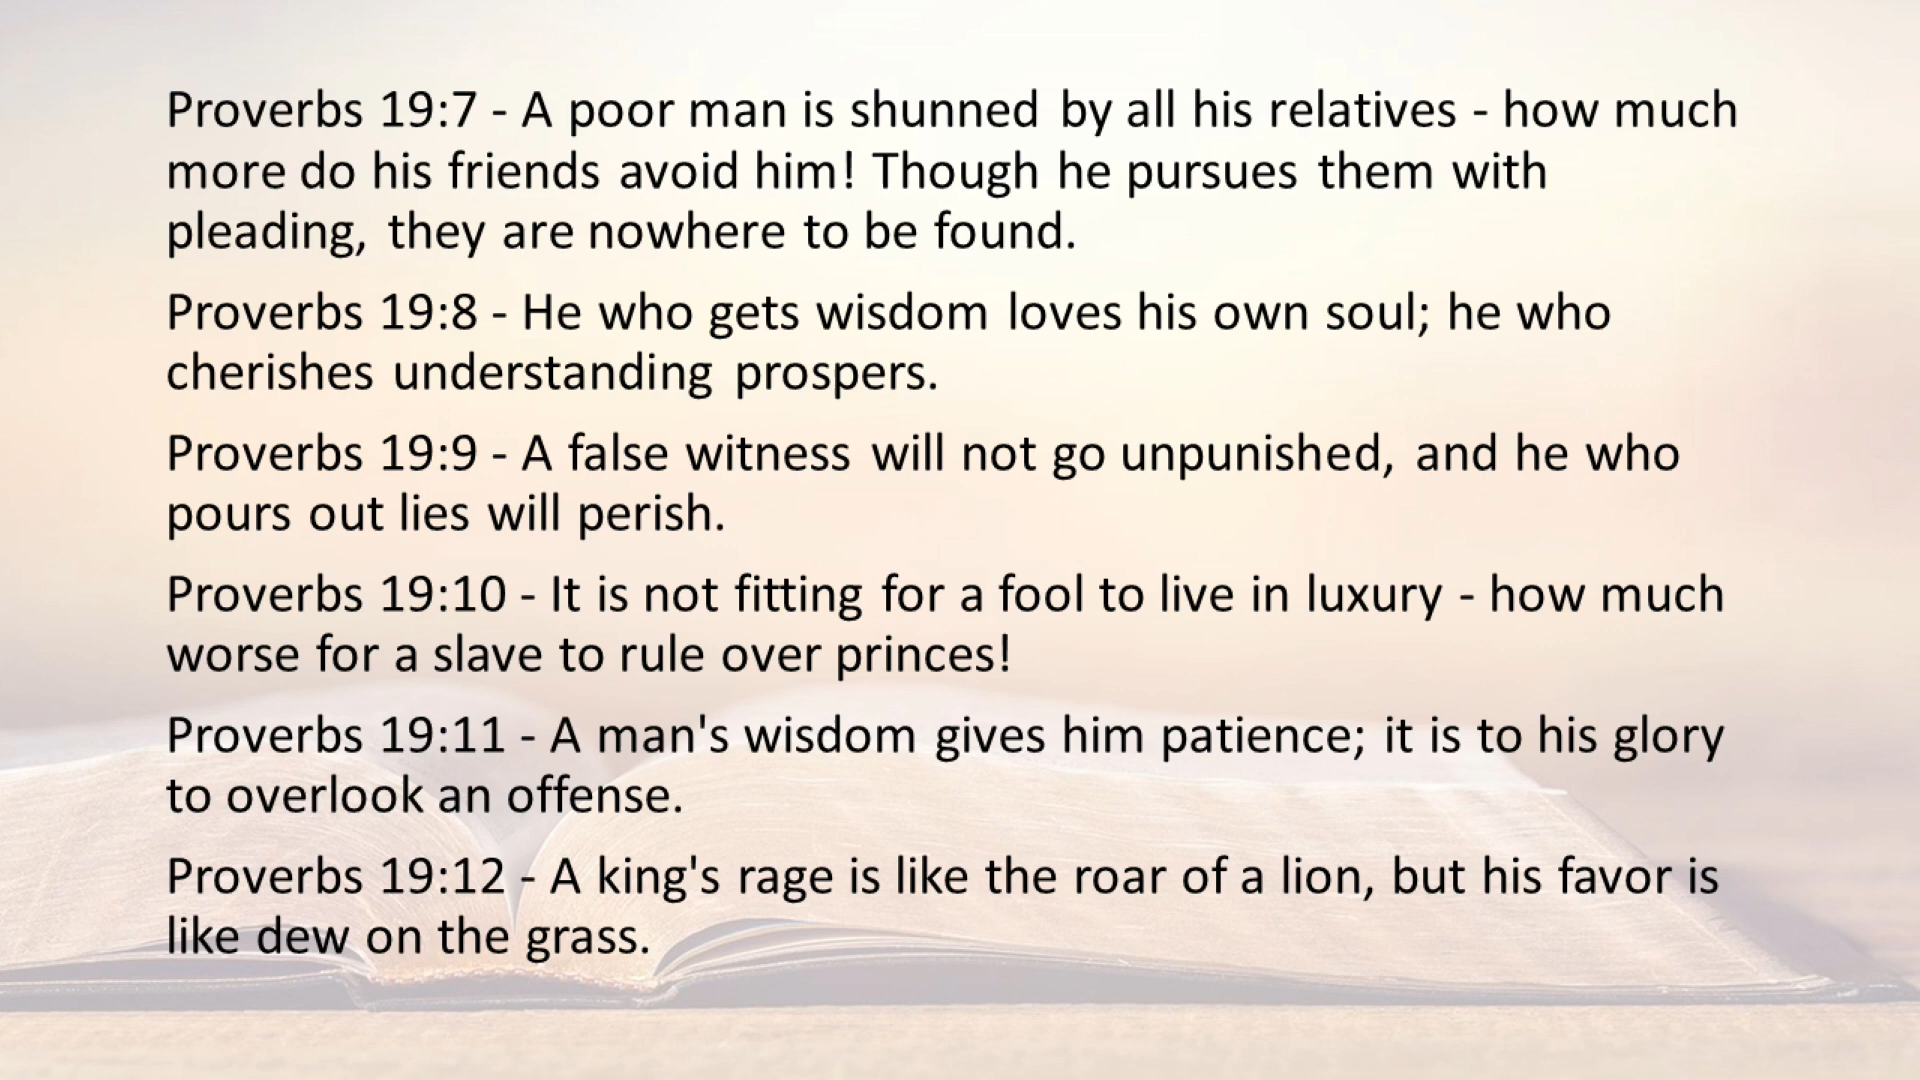 Proverbs 19:7 - A poor man is shunned by all his relatives - how much
more do his friends avoid him! Though he pursues them with
pleading, they are nowhere to be found.
Proverbs 19:8 - He who gets wisdom loves his own soul; he who
cherishes understanding prospers.
Proverbs 19:9 - A false witness will not go unpunished, and he who
pours out lies will perish.
Proverbs 19:10 - It is not fitting for a fool to live in luxury - how much
worse for a slave to rule over princes!
Proverbs 19:11 - A man's wisdom gives him patience; it is to his glory
to overlook an offense.
Proverbs 19:12 - A king's rage is like the roar of a lion, but his favor is
like dew on the grass.